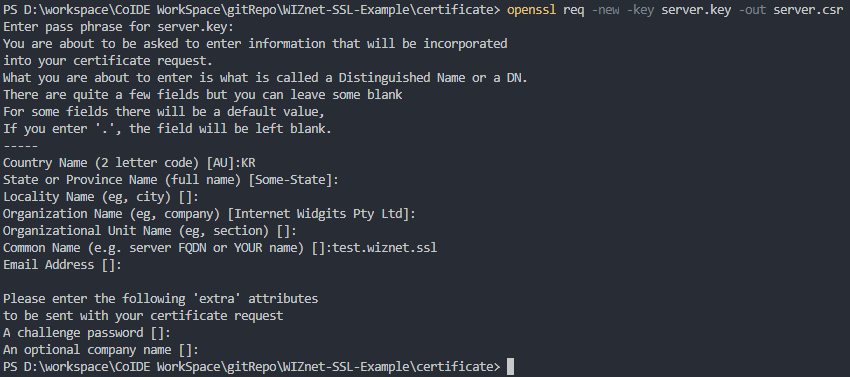 PS D:\workspace\CoIDE WorkSpace\gitRepo\WIZnet-SSL-Example\certificate> openssl req -new -key server.key -out server.csr
Enter pass phrase for server.key:
You are about to be asked to enter information that will be incorporated
into your certificate request.
What you are about to enter is what is called a Distinguished Name or a DN.
There are quite a few fields but you can leave some blank
For some fields there will be a default value,
If you enter '.', the field will be left blank.
-----
Country Name (2 letter code) [AU]:KR
State or Province Name (full name) [Some-State]:
Locality Name (eg, city) []:
Organization Name (eg, company) [Internet Widgits Pty Ltd]:
Organizational Unit Name (eg, section) []:
Common Name (e.g. server FQDN or YOUR name) []:test.wiznet.ssl
Email Address []:

Please enter the following 'extra' attributes
to be sent with your certificate request
A challenge password []:
An optional company name []:
PS D:\workspace\CoIDE WorkSpace\gitRepo\WIZnet-SSL-Example\certificate>